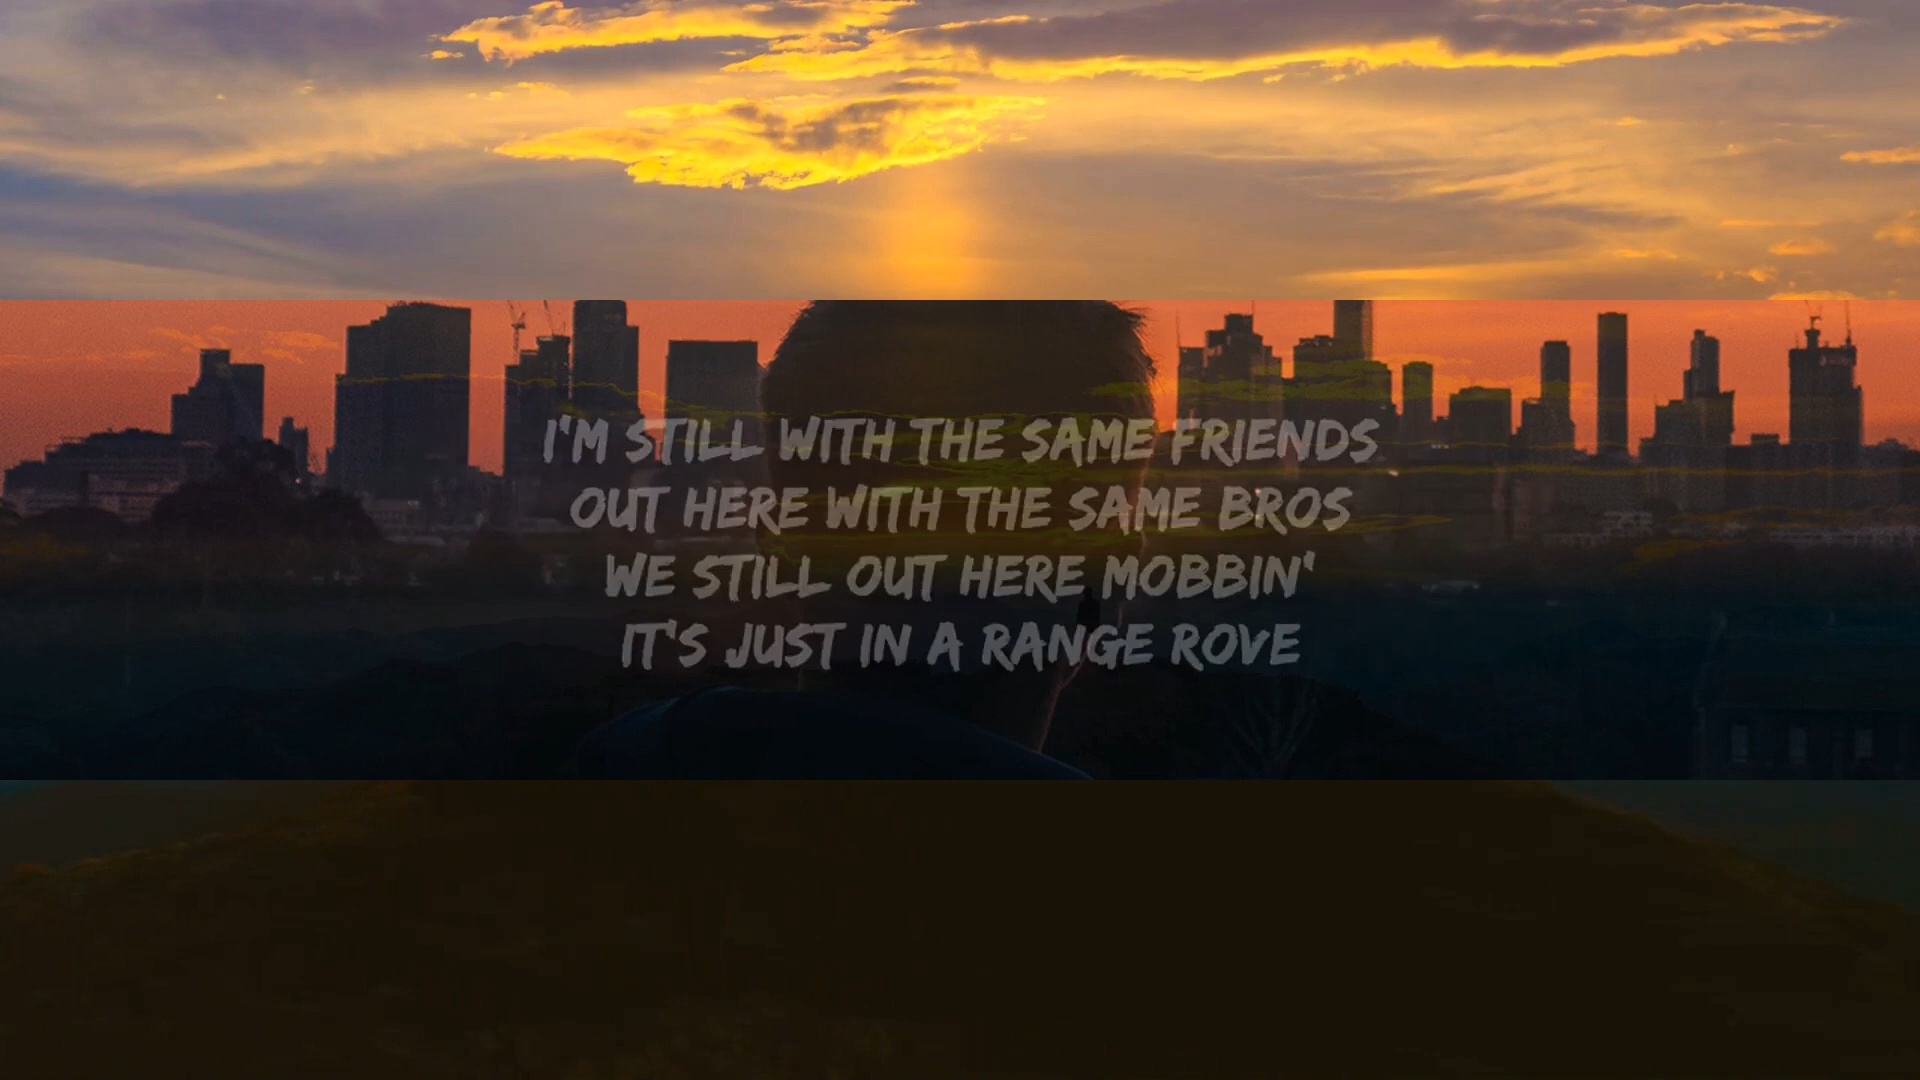 I'M STILL WITH THE SAME FRIENDS
OUT HERE WITH THE SAME BROS
WE STILL OUT HERE MOBBIN'
IT'S JUST IN A RANGE ROVE